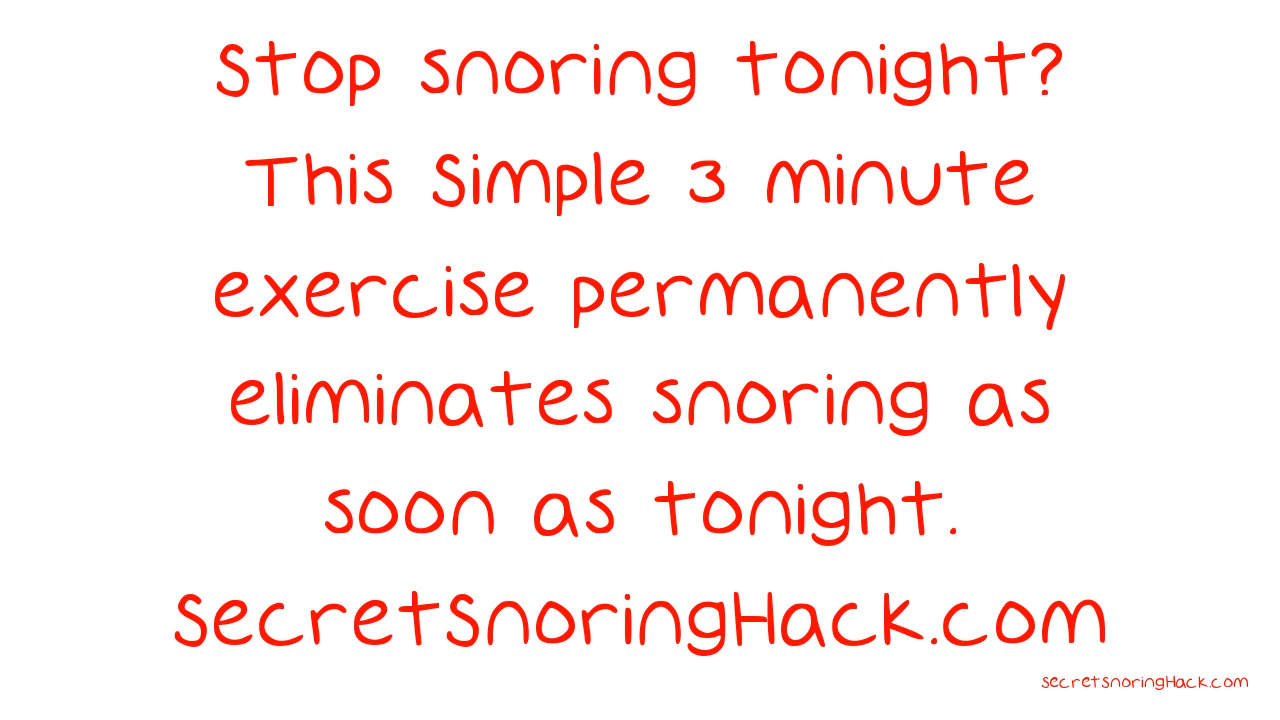 Stop snoring tonight?
This Simple 3 minute
exercise permanently
eliminates snoring as
soon as tonight.
SecretSnoringHack.com
secretsnoringHack.com